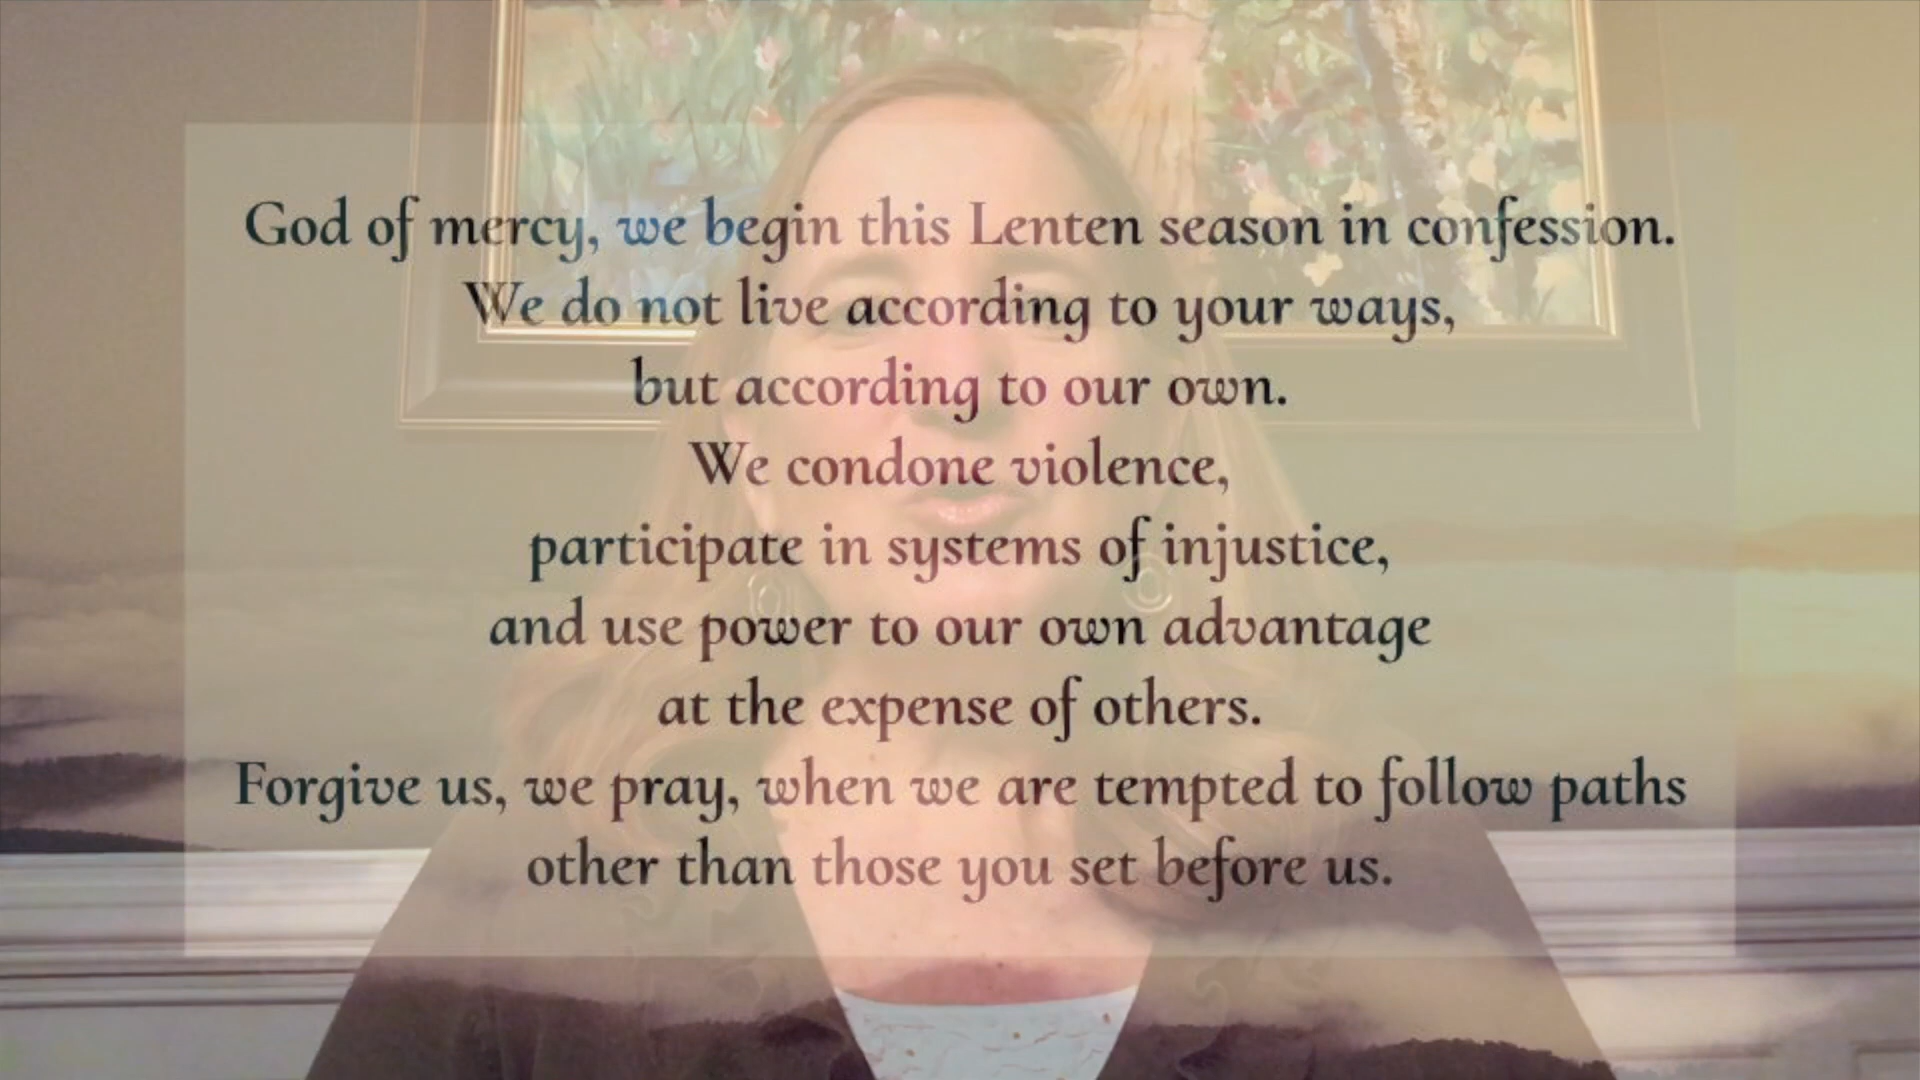 God of mercy, we begin this Lenten season in confession.
We do not live according to your ways,
but according to our own.
We condone violence,
participate in systems of injustice,
and use power to our own advantage
at the expense of others.
Forgive us, we pray, when we are tempted to follow paths
other than those you set before us.